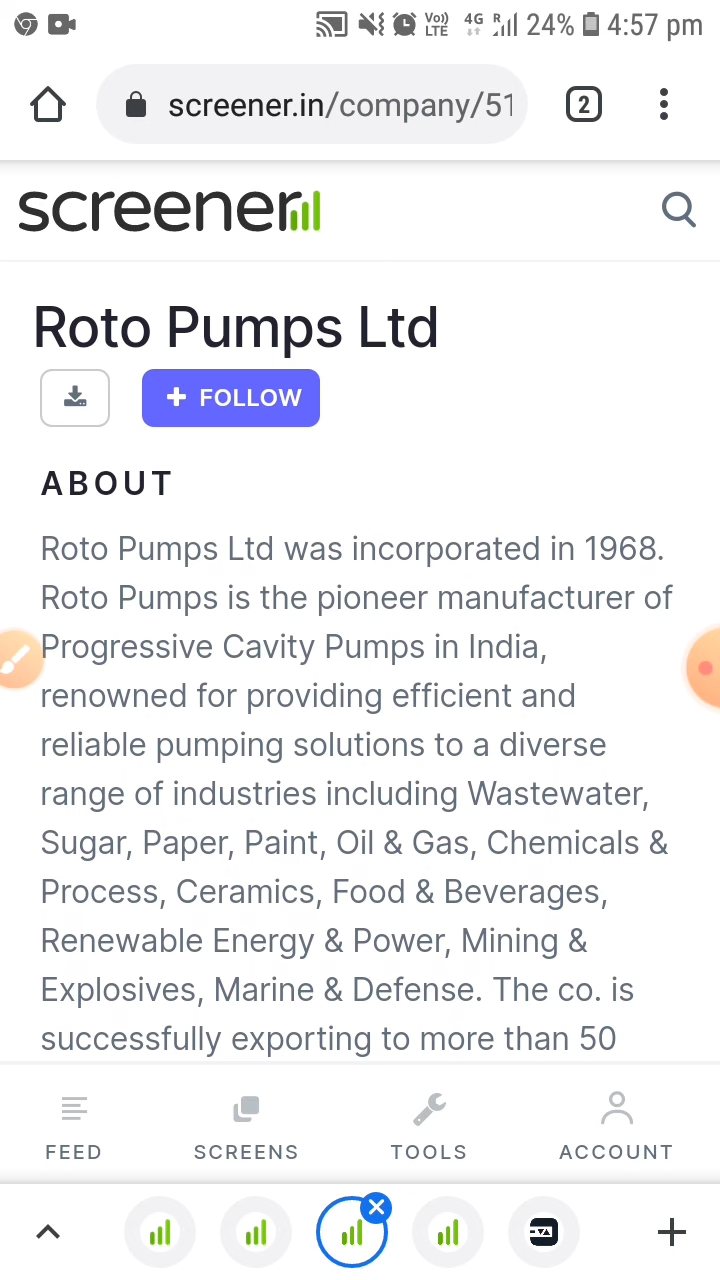 Vo)) LTE 4G R 24% 4:57 pm
screener.in/company/51
2
screener
Roto Pumps Ltd
+ FOLLOW
ABOUT
Roto Pumps Ltd was incorporated in 1968.
Roto Pumps is the pioneer manufacturer of
Progressive Cavity Pumps in India,
renowned for providing efficient and
reliable pumping solutions to a diverse
range of industries including Wastewater,
Sugar, Paper, Paint, Oil & Gas, Chemicals &
Process, Ceramics, Food & Beverages,
Renewable Energy & Power, Mining &
Explosives, Marine & Defense. The co. is
successfully exporting to more than 50
FEED SCREENS TOOLS ACCOUNT